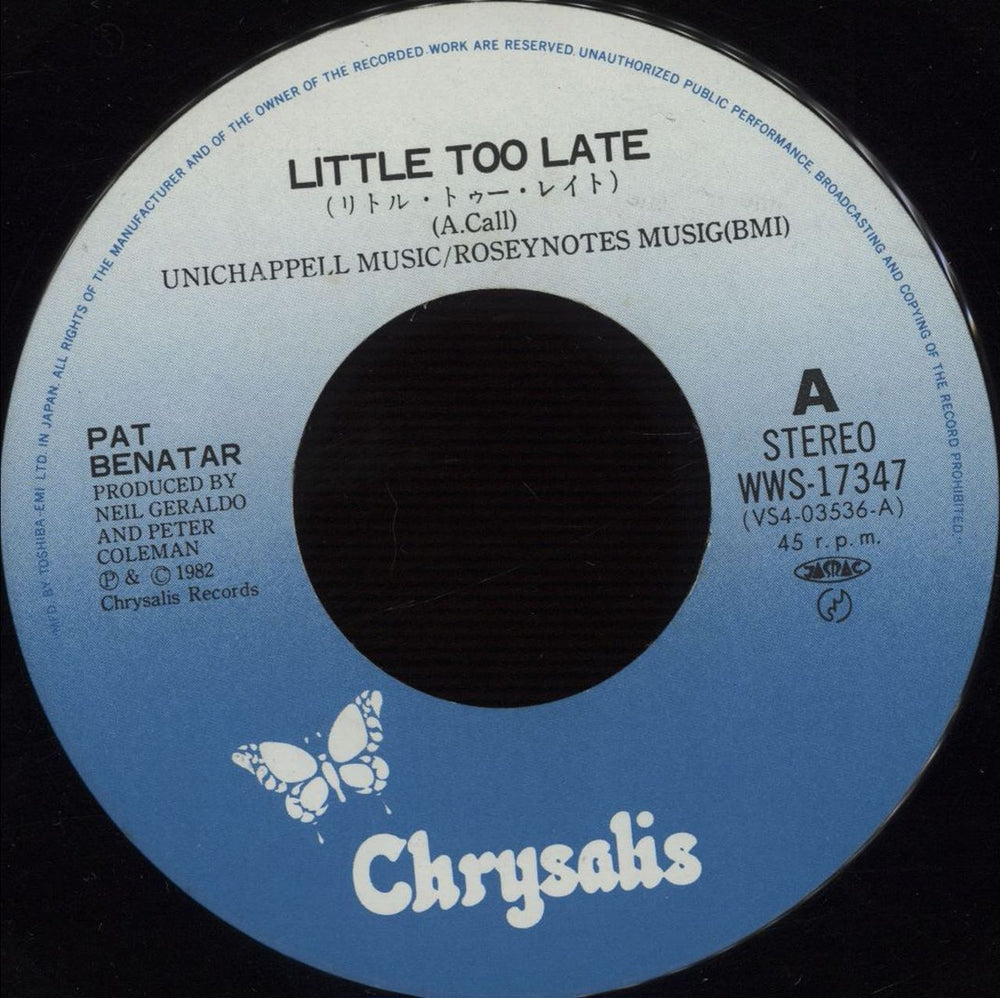 "MF'D. BY TOSHIBA-EMI LTD. IN JAPAN. ALL RIGHTS OF THE MANUFACTURER AND OF THE OWNER OF THE RECORDED WORK ARE RESERVED. UNAUTHORIZED PUBLIC PERFORMANCE, BROADCASTING AND COPYING OF THE RECORD PROHIBITED."
LITTLE TOO LATE
(リトル・トゥー・レイト)
(A.Call)
UNICHAPPELL MUSIC/ROSEYNOTES MUSIG(BMI)
PAT
BENATAR
PRODUCED BY
NEIL GERALDO
AND PETER
COLEMAN
Ⓟ & © 1982
Chrysalis Records
A
STEREO
WWS-17347
(VS4-03536-A)
45 r.p.m.
JASRAC
Chrysalis